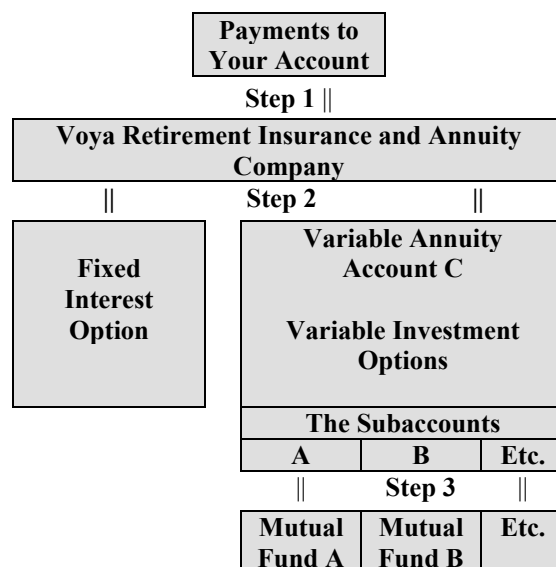 Payments to
Your Account
Step 1 ||
Voya Retirement Insurance and Annuity
Company
|| Step 2 ||
Fixed
Interest
Option
Variable Annuity
Account C
Variable Investment
Options
The Subaccounts
A B Etc.
|| Step 3 ||
Mutual
Fund A
Mutual
Fund B
Etc.